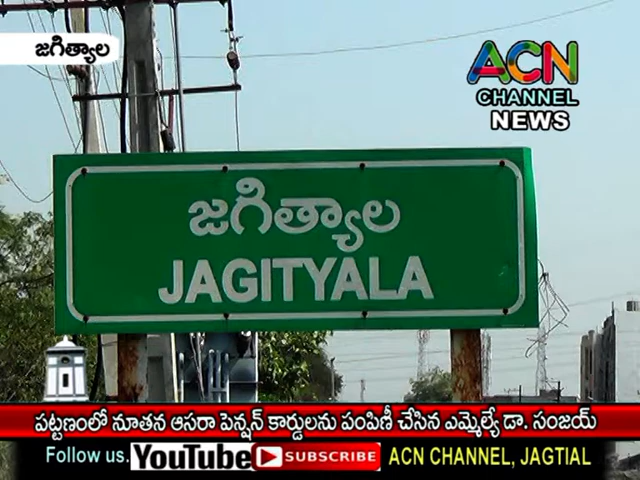 జగిత్యాల
ACN
CHANNEL
NEWS
జగిత్యాల
JAGITYALA
పట్టణంలో నూతన ఆసరా పెన్షన్ కార్డులను పంపిణీ చేసిన ఎమ్మెల్యే డా. సంజయ్
Follow us. YouTube SUBSCRIBE ACN CHANNEL, JAGTIAL